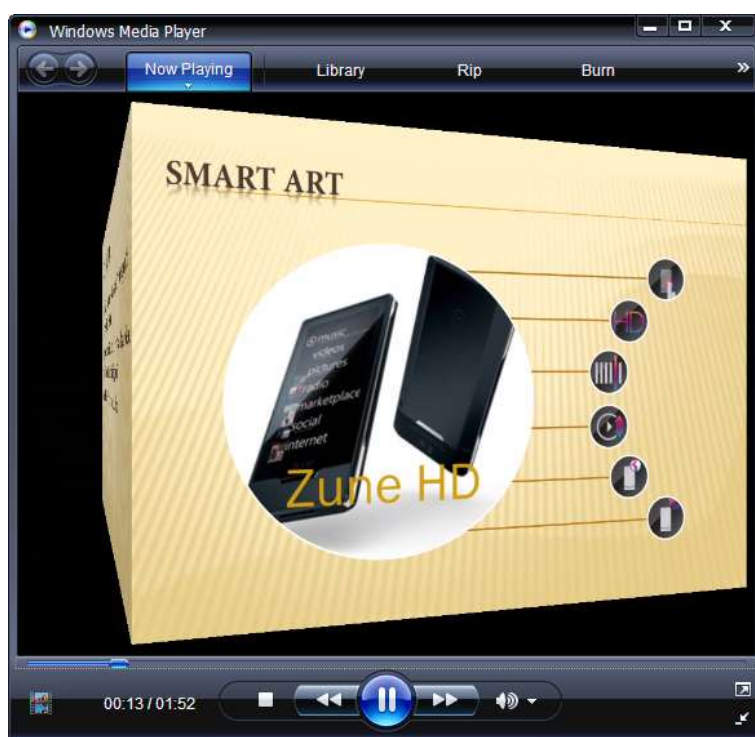 Windows Media Player
Now Playing
Library
Rip
Burn
SMART ART
music
videos
pictures
radio
marketplace
social
internet
Zune HD
HD
00:13 / 01:52